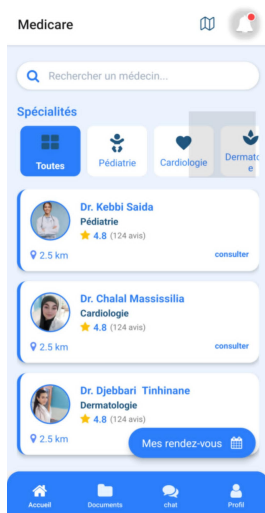 Medicare
Rechercher un médecin...
Spécialités
Toutes
Pédiatrie
Cardiologie
Dermatc
e
Dr. Kebbi Saida
Pédiatrie
4.8 (124 avis)
2.5 km
consulter
Dr. Chalal Massissilia
Cardiologie
4.8 (124 avis)
2.5 km
consulter
Dr. Djebbari Tinhinane
Dermatologie
4.8 (124 avis)
2.5 km
Mes rendez-vous
Accueil
Documents
chat
Profil